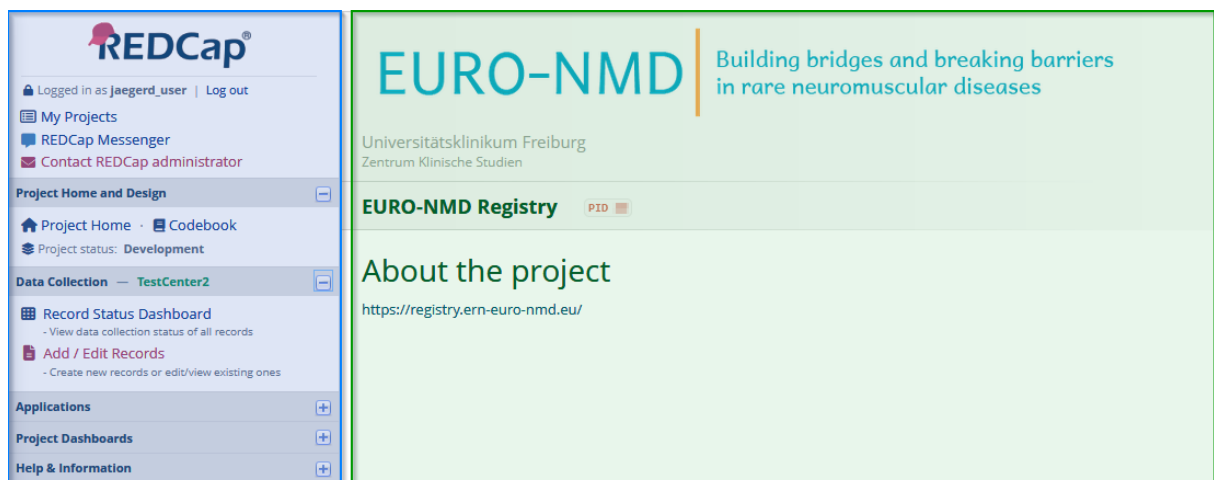 REDCap®
Logged in as jaegerd_user | Log out
My Projects
REDCap Messenger
Contact REDCap administrator
Project Home and Design
Project Home · Codebook
Project status: Development
Data Collection — TestCenter2
Record Status Dashboard
- View data collection status of all records
Add / Edit Records
- Create new records or edit/view existing ones
Applications
Project Dashboards
Help & Information
EURO-NMD
Building bridges and breaking barriers
in rare neuromuscular diseases
Universitätsklinikum Freiburg
Zentrum Klinische Studien
EURO-NMD Registry PID
About the project
https://registry.ern-euro-nmd.eu/